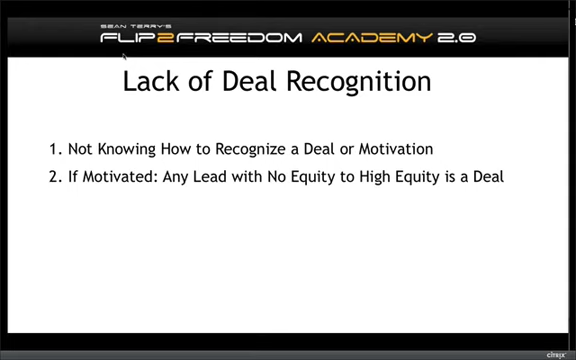 SEAN TERRY'S
FLIP2FREEDOM ACADEMY 2.0
Lack of Deal Recognition
1. Not Knowing How to Recognize a Deal or Motivation
2. If Motivated: Any Lead with No Equity to High Equity is a Deal
citrix